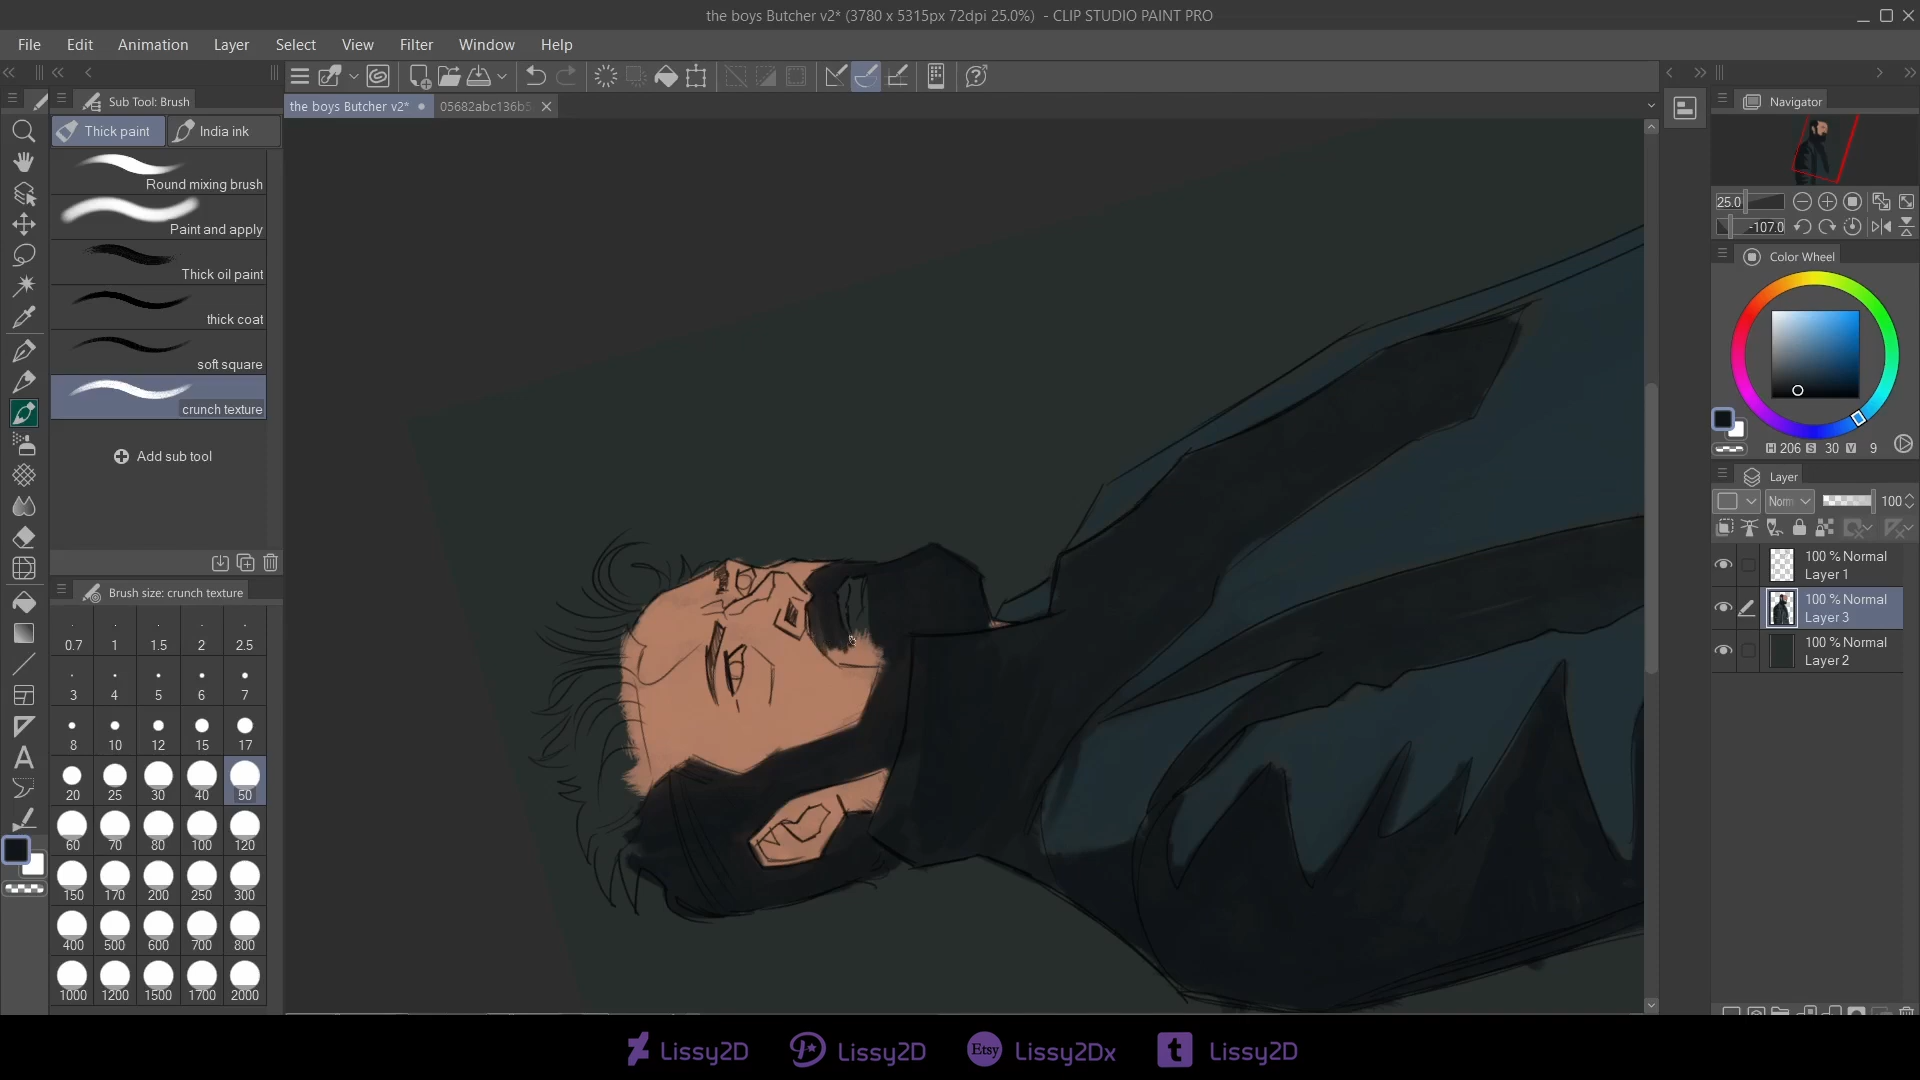 the boys Butcher v2* (3780 x 5315px 72dpi 25.0%) - CLIP STUDIO PAINT PRO
File Edit Animation Layer Select View Filter Window Help
Sub Tool: Brush
Thick paint India ink
Round mixing brush
Paint and apply
Thick oil paint
thick coat
soft square
crunch texture
Add sub tool
Brush size: crunch texture
0.7 1 1.5 2 2.5
3 4 5 6 7
8 10 12 15 17
20 25 30 40 50
60 70 80 100 120
150 170 200 250 300
400 500 600 700 800
1000 1200 1500 1700 2000
the boys Butcher v2* 05682abc136b5
Navigator
25.0
-107.0
Color Wheel
H 206 S 30 V 9
Layer
Norm 100
100 % Normal
Layer 1
100 % Normal
Layer 3
100 % Normal
Layer 2
A
Lissy2D Lissy2D Etsy Lissy2Dx t Lissy2D